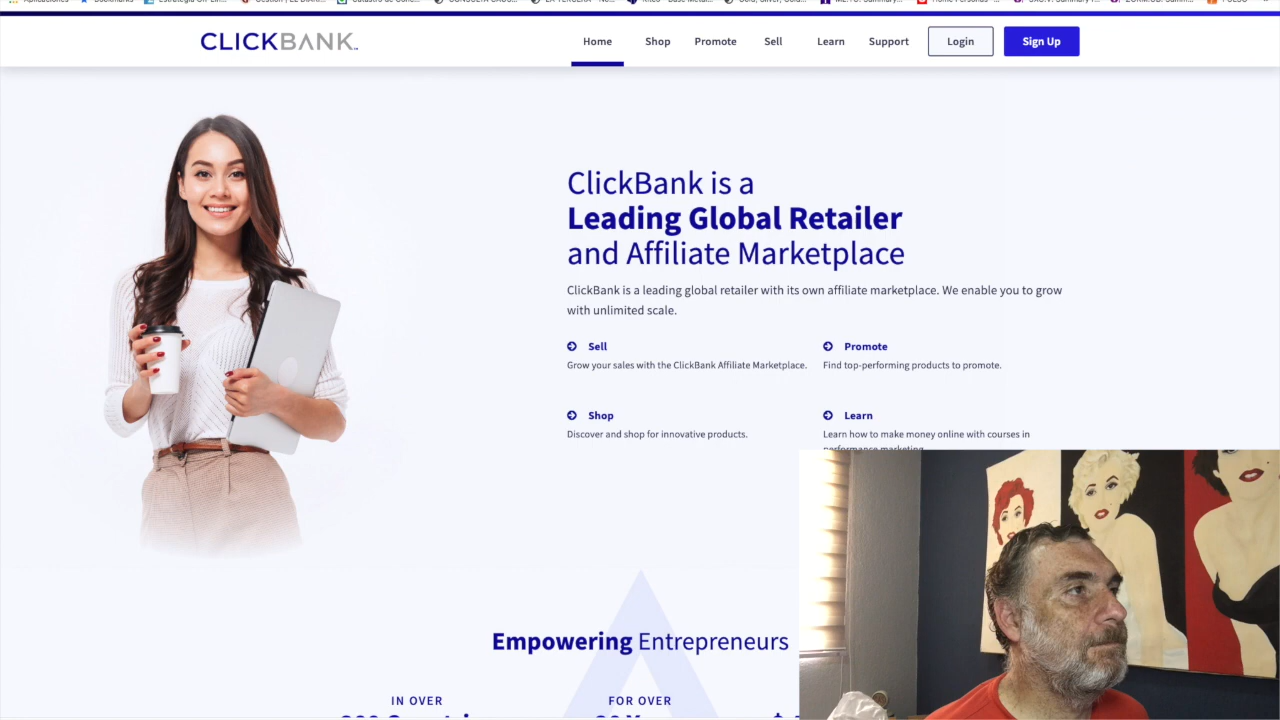 CLICKBANK
Home Shop Promote Sell Learn Support Login Sign Up
ClickBank is a
Leading Global Retailer
and Affiliate Marketplace
ClickBank is a leading global retailer with its own affiliate marketplace. We enable you to grow
with unlimited scale.
Sell
Grow your sales with the ClickBank Affiliate Marketplace.
Promote
Find top-performing products to promote.
Shop
Discover and shop for innovative products.
Learn
Learn how to make money online with courses in
performance marketing
Empowering Entrepreneurs
IN OVER
FOR OVER